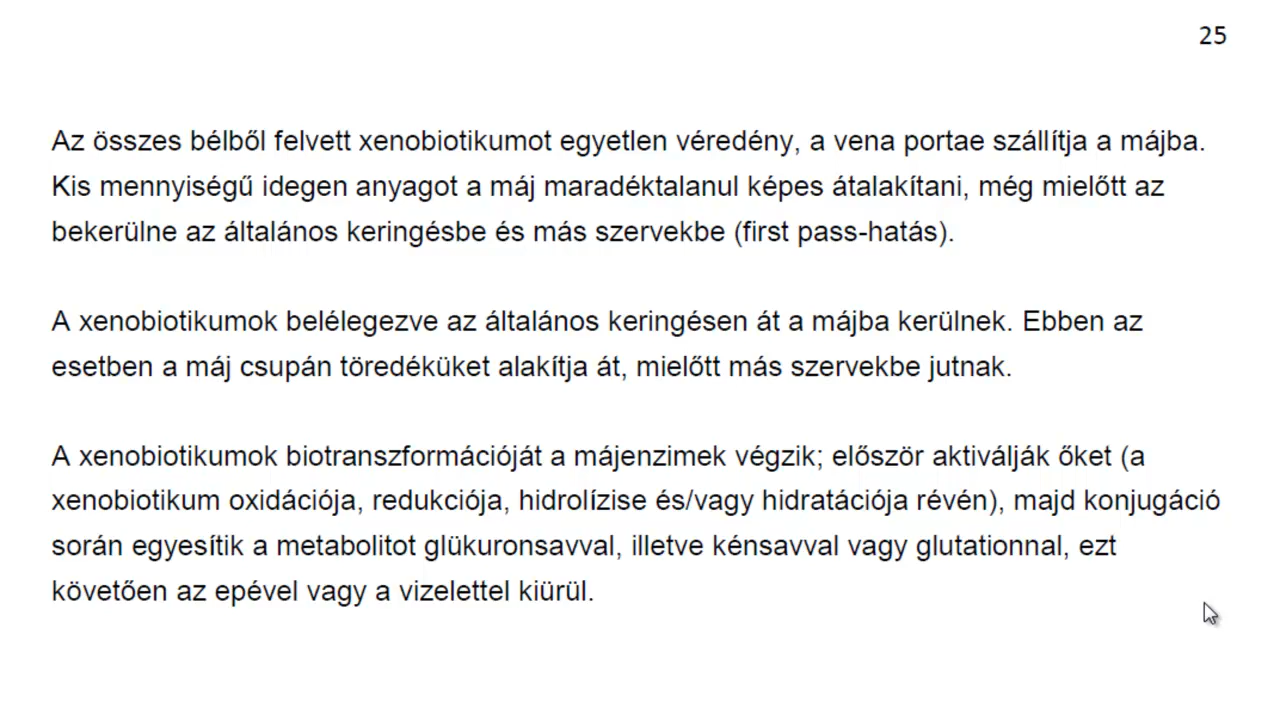 25
Az összes bélből felvett xenobiotikumot egyetlen véredény, a vena portae szállítja a májba.
Kis mennyiségű idegen anyagot a máj maradéktalanul képes átalakítani, még mielőtt az
bekerülne az általános keringésbe és más szervekbe (first pass-hatás).
A xenobiotikumok belélegezve az általános keringésen át a májba kerülnek. Ebben az
esetben a máj csupán töredéküket alakítja át, mielőtt más szervekbe jutnak.
A xenobiotikumok biotranszformációját a májenzimek végzik; először aktiválják őket (a
xenobiotikum oxidációja, redukciója, hidrolízise és/vagy hidratációja révén), majd konjugáció
során egyesítik a metabolitot glükuronsavval, illetve kénsavval vagy glutationnal, ezt
követően az epével vagy a vizelettel kiürül.